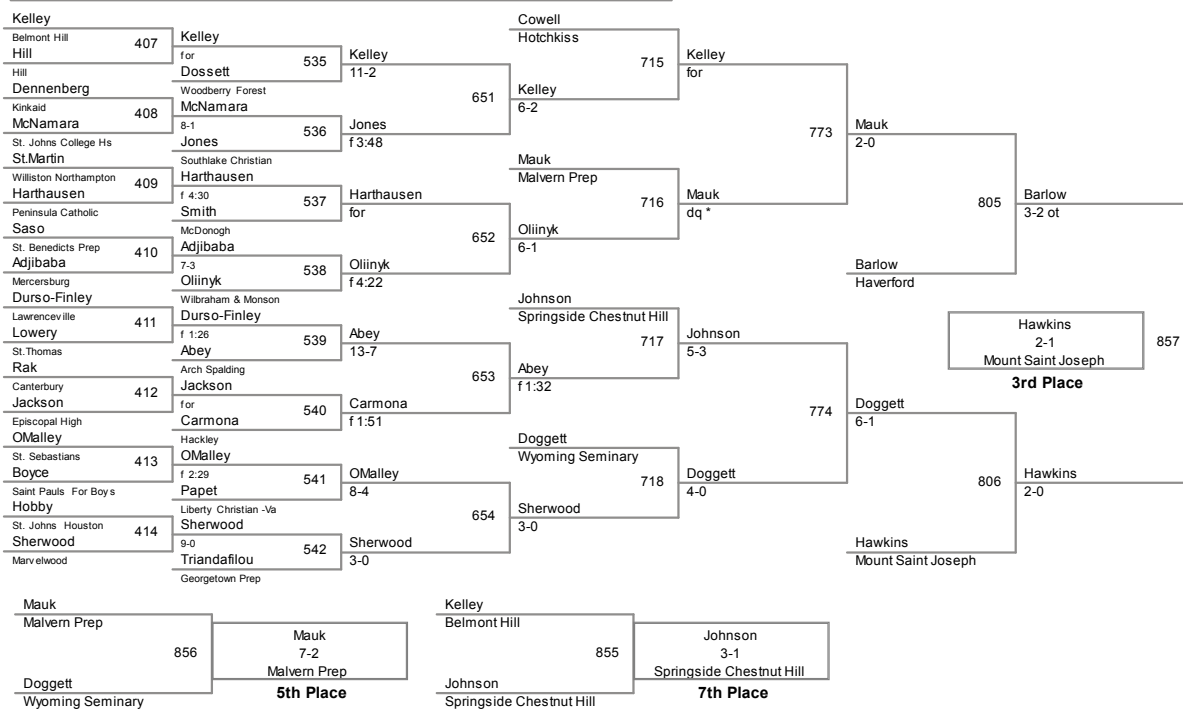 Kelley
Belmont Hill
407
Hill
Hill
Dennenberg
Kinkaid
408
McNamara
St. Johns College Hs
St.Martin
Williston Northampton
409
Harthausen
Peninsula Catholic
Saso
St. Benedicts Prep
410
Adjibaba
Mercersburg
Durso-Finley
Lawrenceville
411
Lowery
St.Thomas
Rak
Canterbury
412
Jackson
Episcopal High
OMalley
St. Sebastians
413
Boyce
Saint Pauls For Boys
Hobby
St. Johns Houston
414
Sherwood
Marvelwood
Kelley
for
535
Dossett
Woodberry Forest
McNamara
8-1
536
Jones
Southlake Christian
Harthausen
f 4:30
537
Smith
McDonogh
Adjibaba
7-3
538
Oliinyk
Wilbraham & Monson
Durso-Finley
f 1:26
539
Abey
Arch Spalding
Jackson
for
540
Carmona
Hackley
OMalley
f 2:29
541
Papet
Liberty Christian -Va
Sherwood
9-0
542
Triandafilou
Georgetown Prep
Kelley
11-2
651
Jones
f 3:48
Harthausen
for
652
Oliinyk
f 4:22
Abey
13-7
653
Carmona
f 1:51
OMalley
8-4
654
Sherwood
3-0
Cowell
Hotchkiss
715
Kelley
6-2
Mauk
Malvern Prep
716
Oliinyk
6-1
Johnson
Springside Chestnut Hill
717
Abey
f 1:32
Doggett
Wyoming Seminary
718
Sherwood
3-0
Kelley
for
773
Mauk
dq *
Johnson
5-3
774
Doggett
4-0
Mauk
2-0
805
Barlow
Haverford
Doggett
6-1
806
Hawkins
Mount Saint Joseph
Barlow
3-2 ot
Hawkins
2-1
857
Mount Saint Joseph
3rd Place
Hawkins
2-0
Mauk
Malvern Prep
856
Doggett
Wyoming Seminary
Mauk
7-2
Malvern Prep
5th Place
Kelley
Belmont Hill
855
Johnson
Springside Chestnut Hill
Johnson
3-1
Springside Chestnut Hill
7th Place